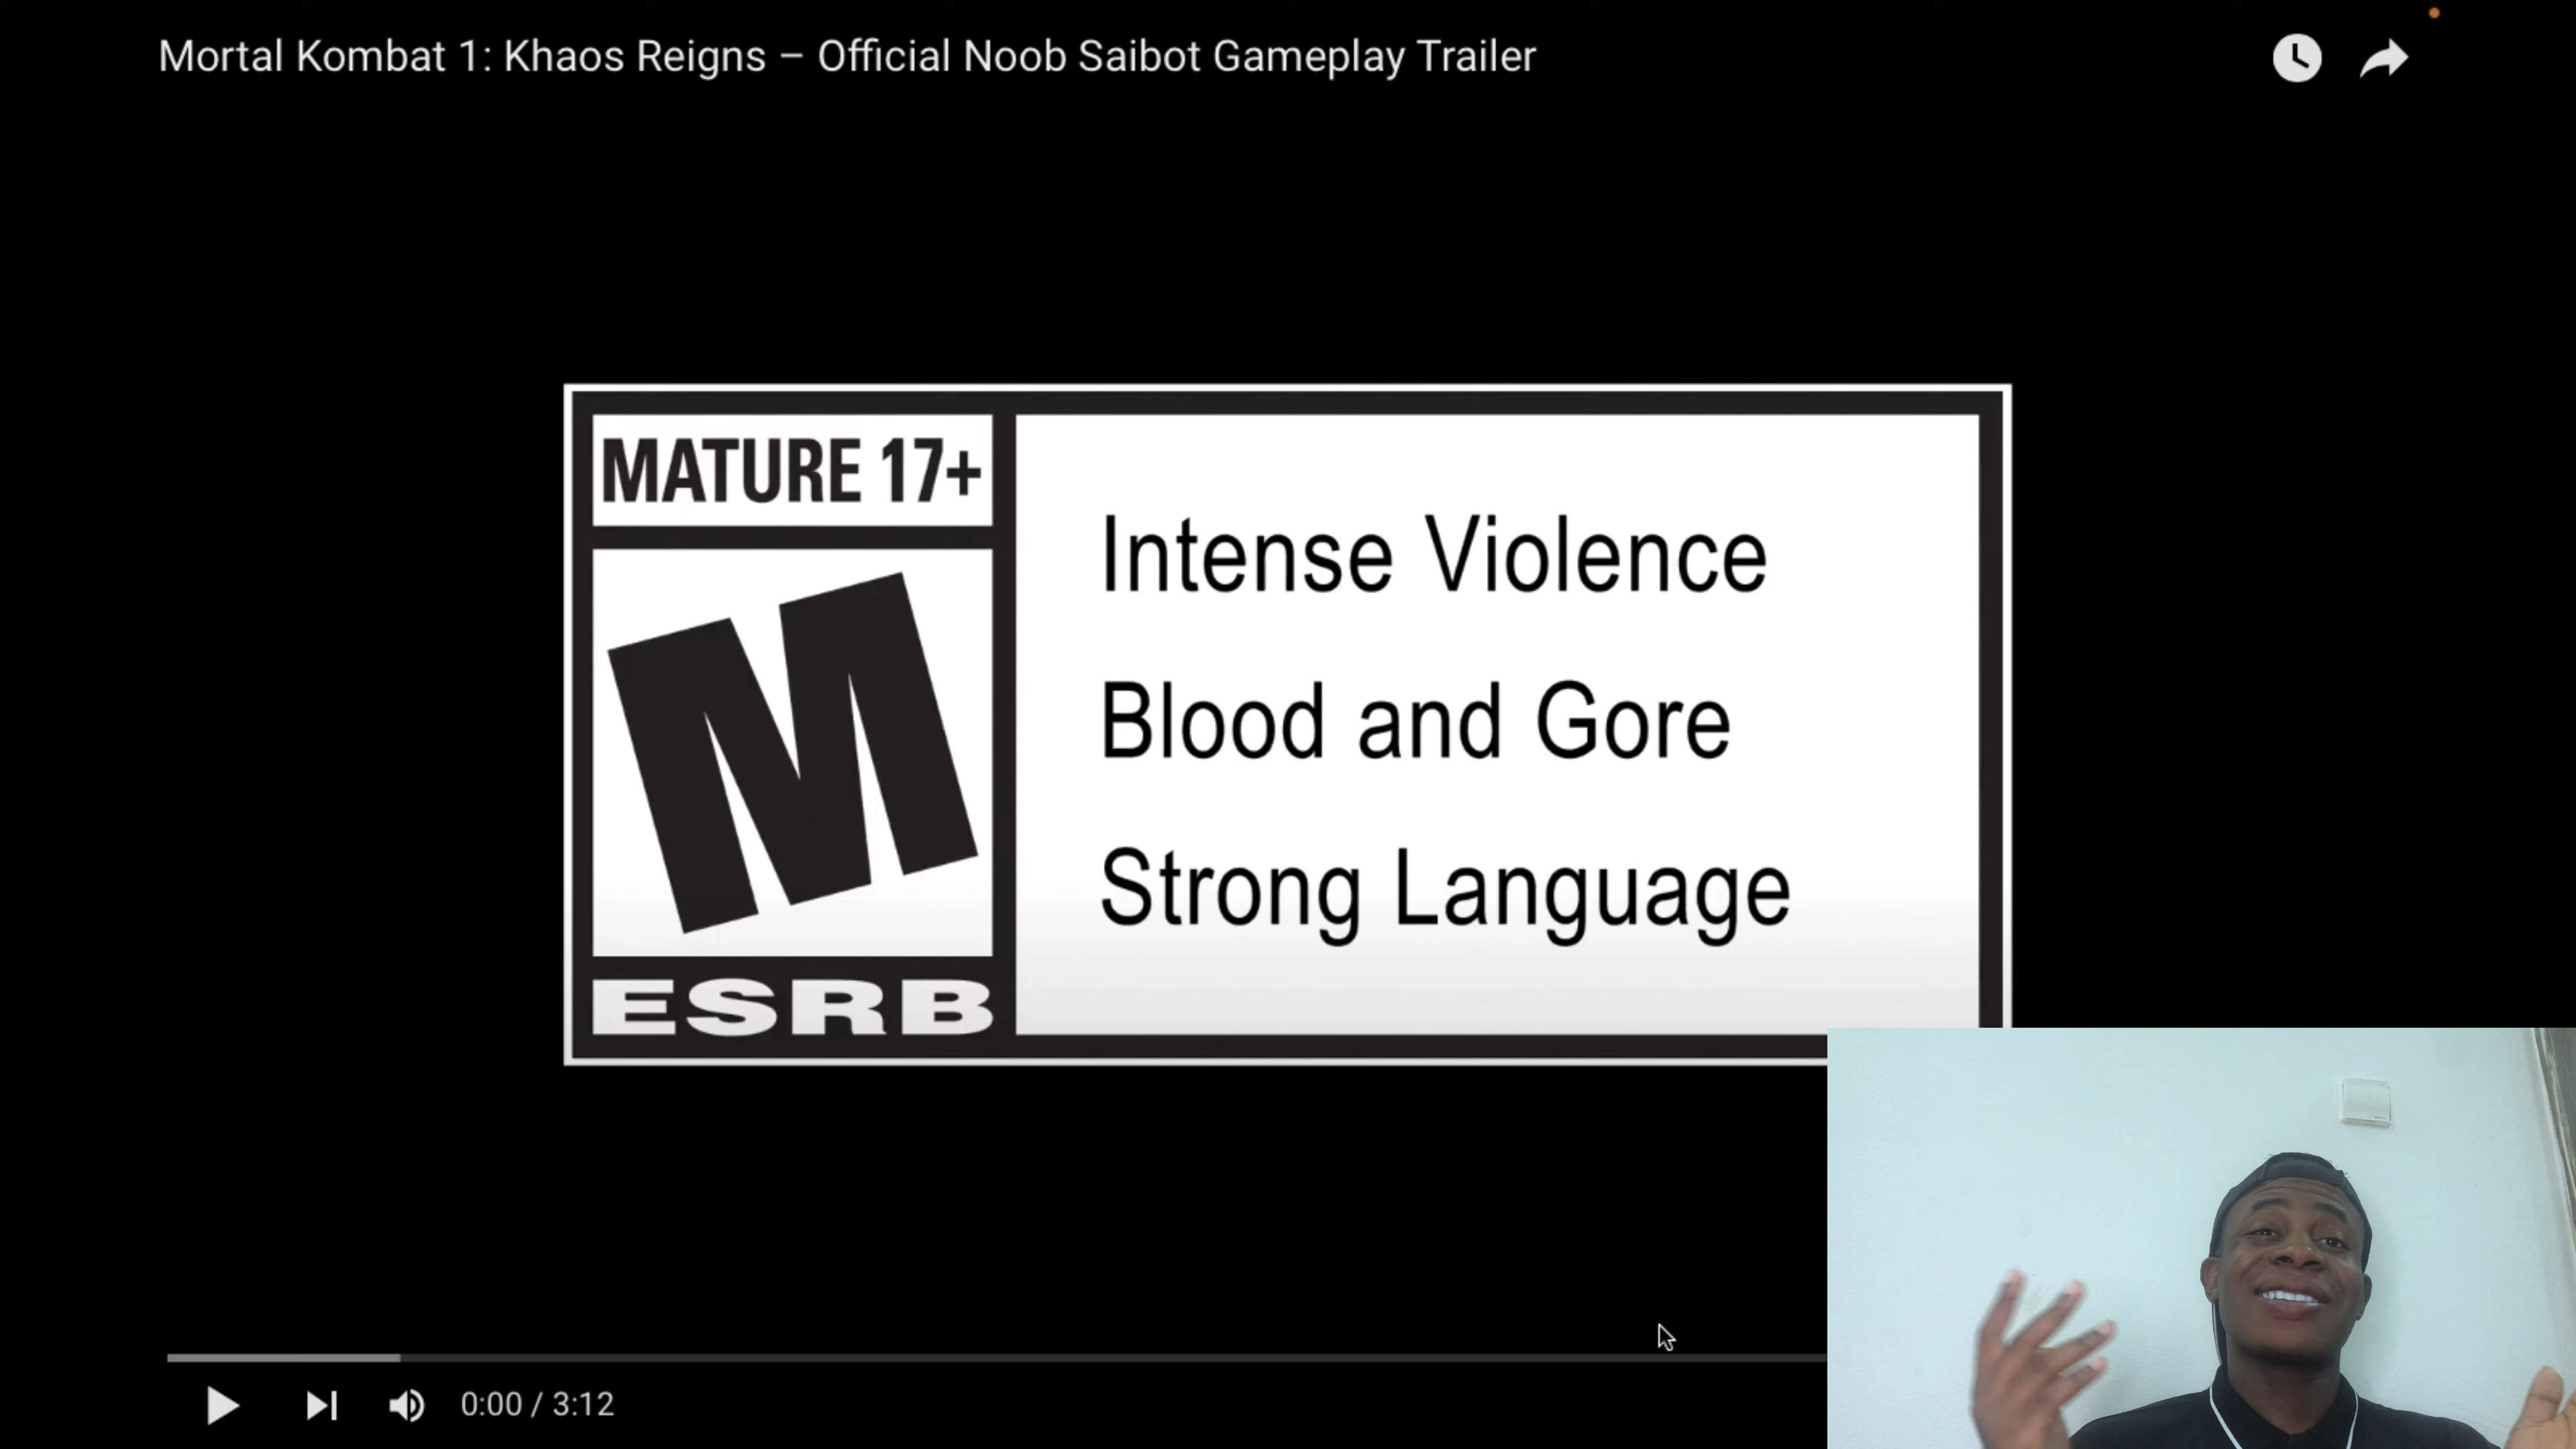 Mortal Kombat 1: Khaos Reigns – Official Noob Saibot Gameplay Trailer
MATURE 17+
M
ESRB
Intense Violence
Blood and Gore
Strong Language
0:00 / 3:12